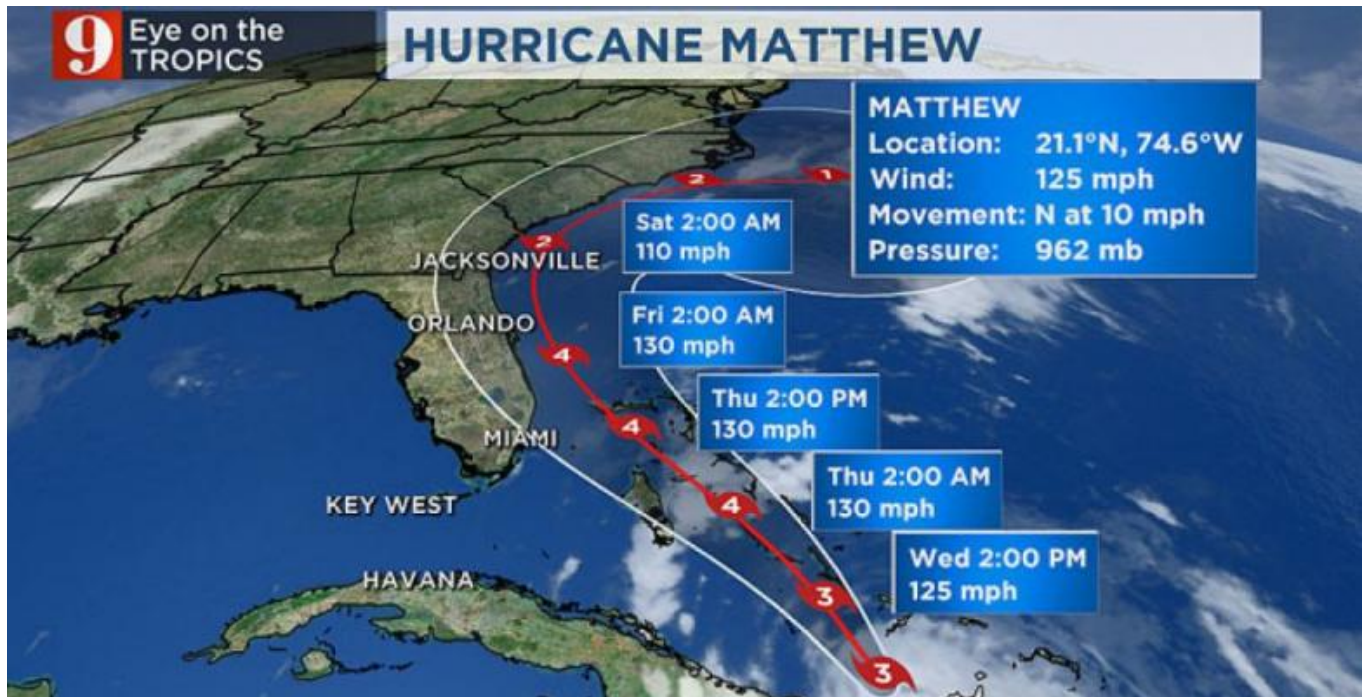 9
Eye on the
TROPICS
HURRICANE MATTHEW
MATTHEW
Location: 21.1°N, 74.6°W
Wind: 125 mph
Movement: N at 10 mph
Pressure: 962 mb
2
1
2
Sat 2:00 AM
110 mph
JACKSONVILLE
ORLANDO
Fri 2:00 AM
130 mph
4
Thu 2:00 PM
130 mph
4
MIAMI
Thu 2:00 AM
130 mph
4
KEY WEST
Wed 2:00 PM
125 mph
HAVANA
3
3